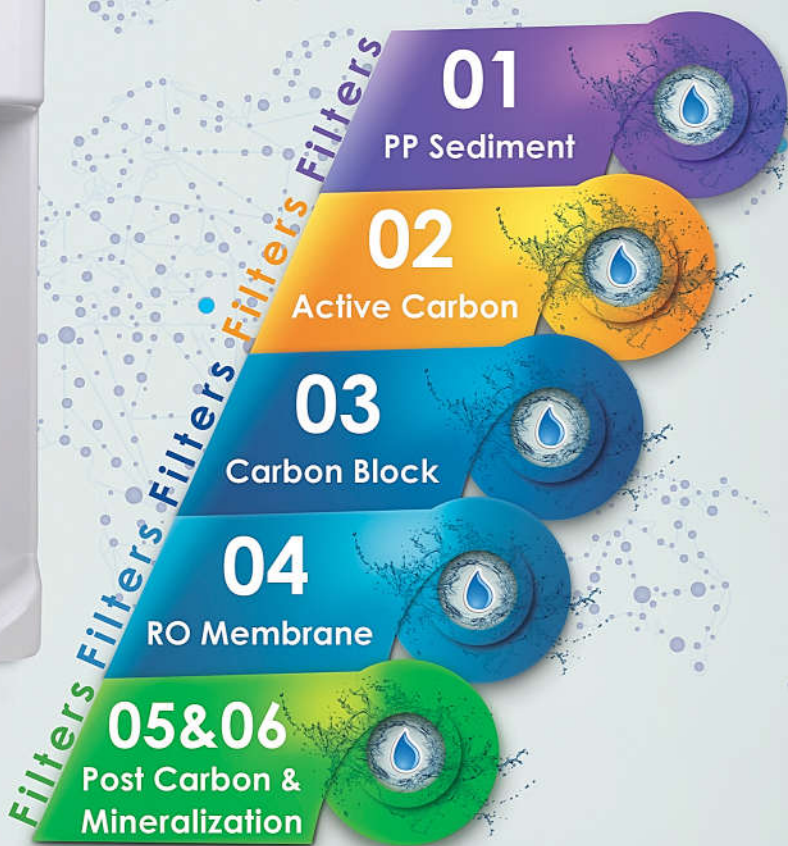 Filters
01
PP Sediment
Filters
02
Active Carbon
Filters
03
Carbon Block
Filters
04
RO Membrane
Filters
05&06
Post Carbon &
Mineralization